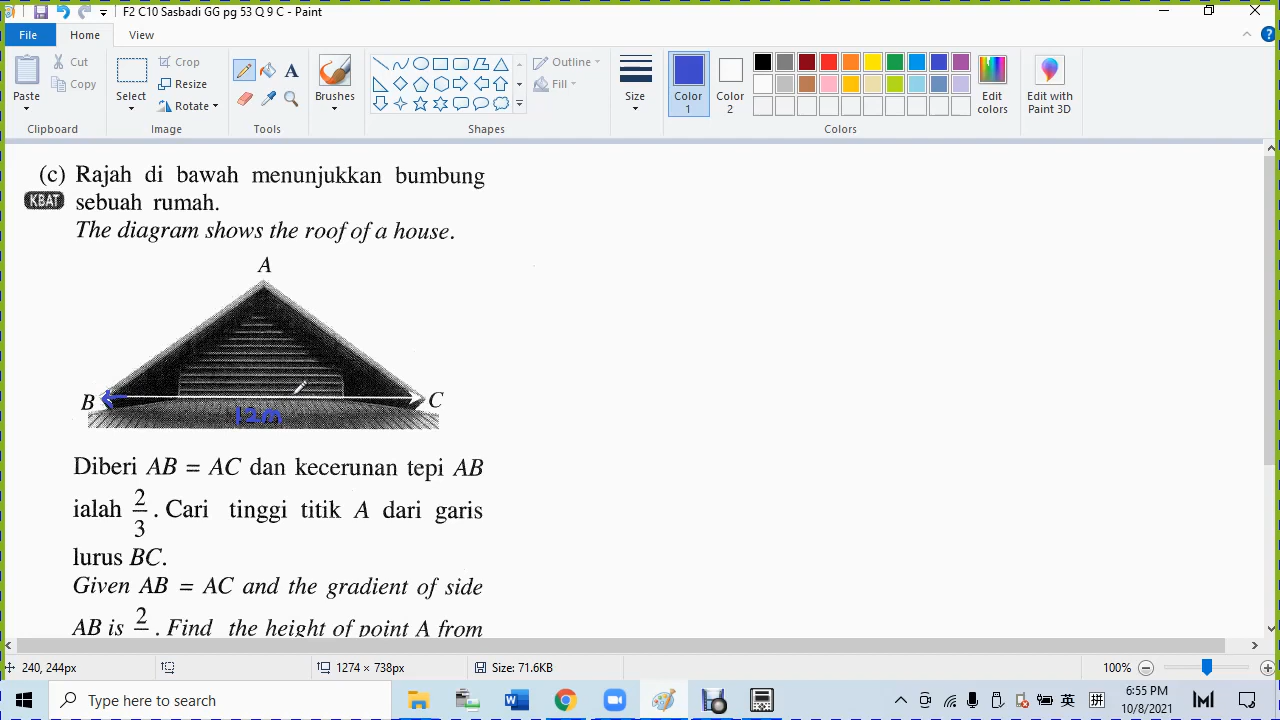 F2 C10 Sasbadi GG pg 53 Q 9 C - Paint
File Home View
Paste Cut Copy Select Crop Resize Rotate Brushes Size Outline Fill Color 1 Color 2 Edit colors Edit with Paint 3D
Clipboard Image Tools Shapes Colors
(c) Rajah di bawah menunjukkan bumbung
KBAT sebuah rumah.
The diagram shows the roof of a house.
A
B C
12m
Diberi AB = AC dan kecerunan tepi AB
ialah 2/3. Cari tinggi titik A dari garis
lurus BC.
Given AB = AC and the gradient of side
AB is 2 . Find the height of point A from
240, 244px 1274 × 738px Size: 71.6KB 100%
Type here to search 英 拼 6:55 PM
10/8/2021